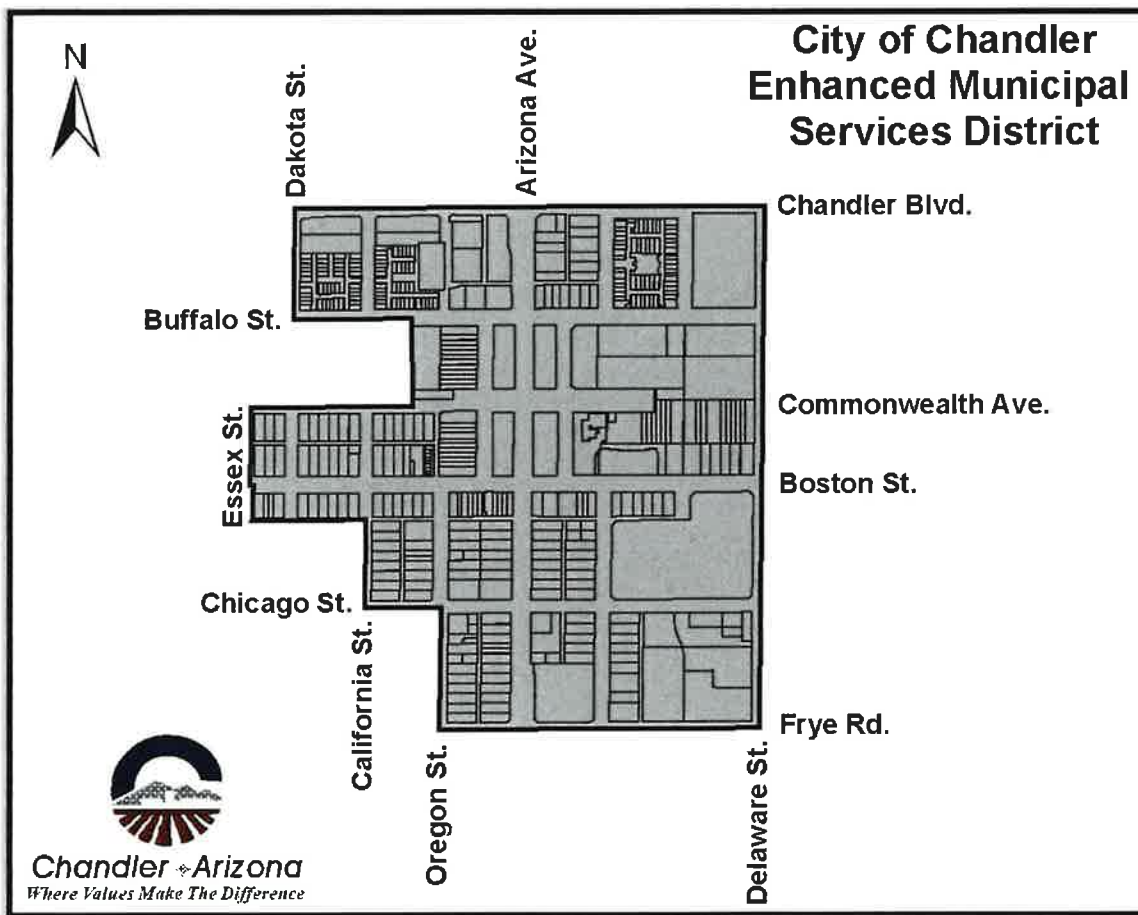 City of Chandler
Enhanced Municipal
Services District
N
Dakota St.
Arizona Ave.
Chandler Blvd.
Buffalo St.
Commonwealth Ave.
Essex St.
Boston St.
Chicago St.
California St.
Frye Rd.
Oregon St.
Delaware St.
Chandler Arizona
Where Values Make The Difference